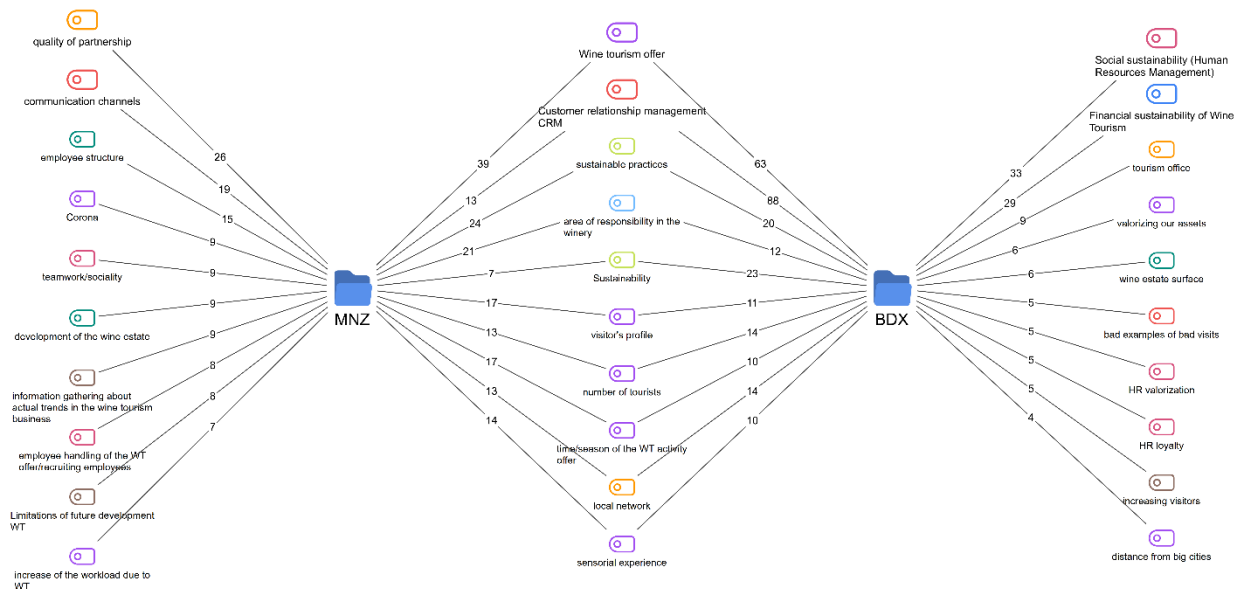 quality of partnership
communication channels
employee structure
Corona
teamwork/sociality
development of the wine estate
information gathering about
actual trends in the wine tourism
business
employee handling of the WT
offer/recruiting employees
Limitations of future development
WT
increase of the workload due to
WT
26
19
15
9
9
9
9
8
8
7
MNZ
39
13
24
21
7
17
13
17
13
14
Wine tourism offer
Customer relationship management
CRM
sustainable practices
area of responsibility in the
winery
Sustainability
visitor's profile
number of tourists
time/season of the WT activity
offer
local network
sensorial experience
63
88
20
12
23
11
14
10
14
10
BDX
33
29
9
6
6
5
5
5
5
4
Social sustainability (Human
Resources Management)
Financial sustainability of Wine
Tourism
tourism office
valorizing our assets
wine estate surface
bad examples of bad visits
HR valorization
HR loyalty
increasing visitors
distance from big cities